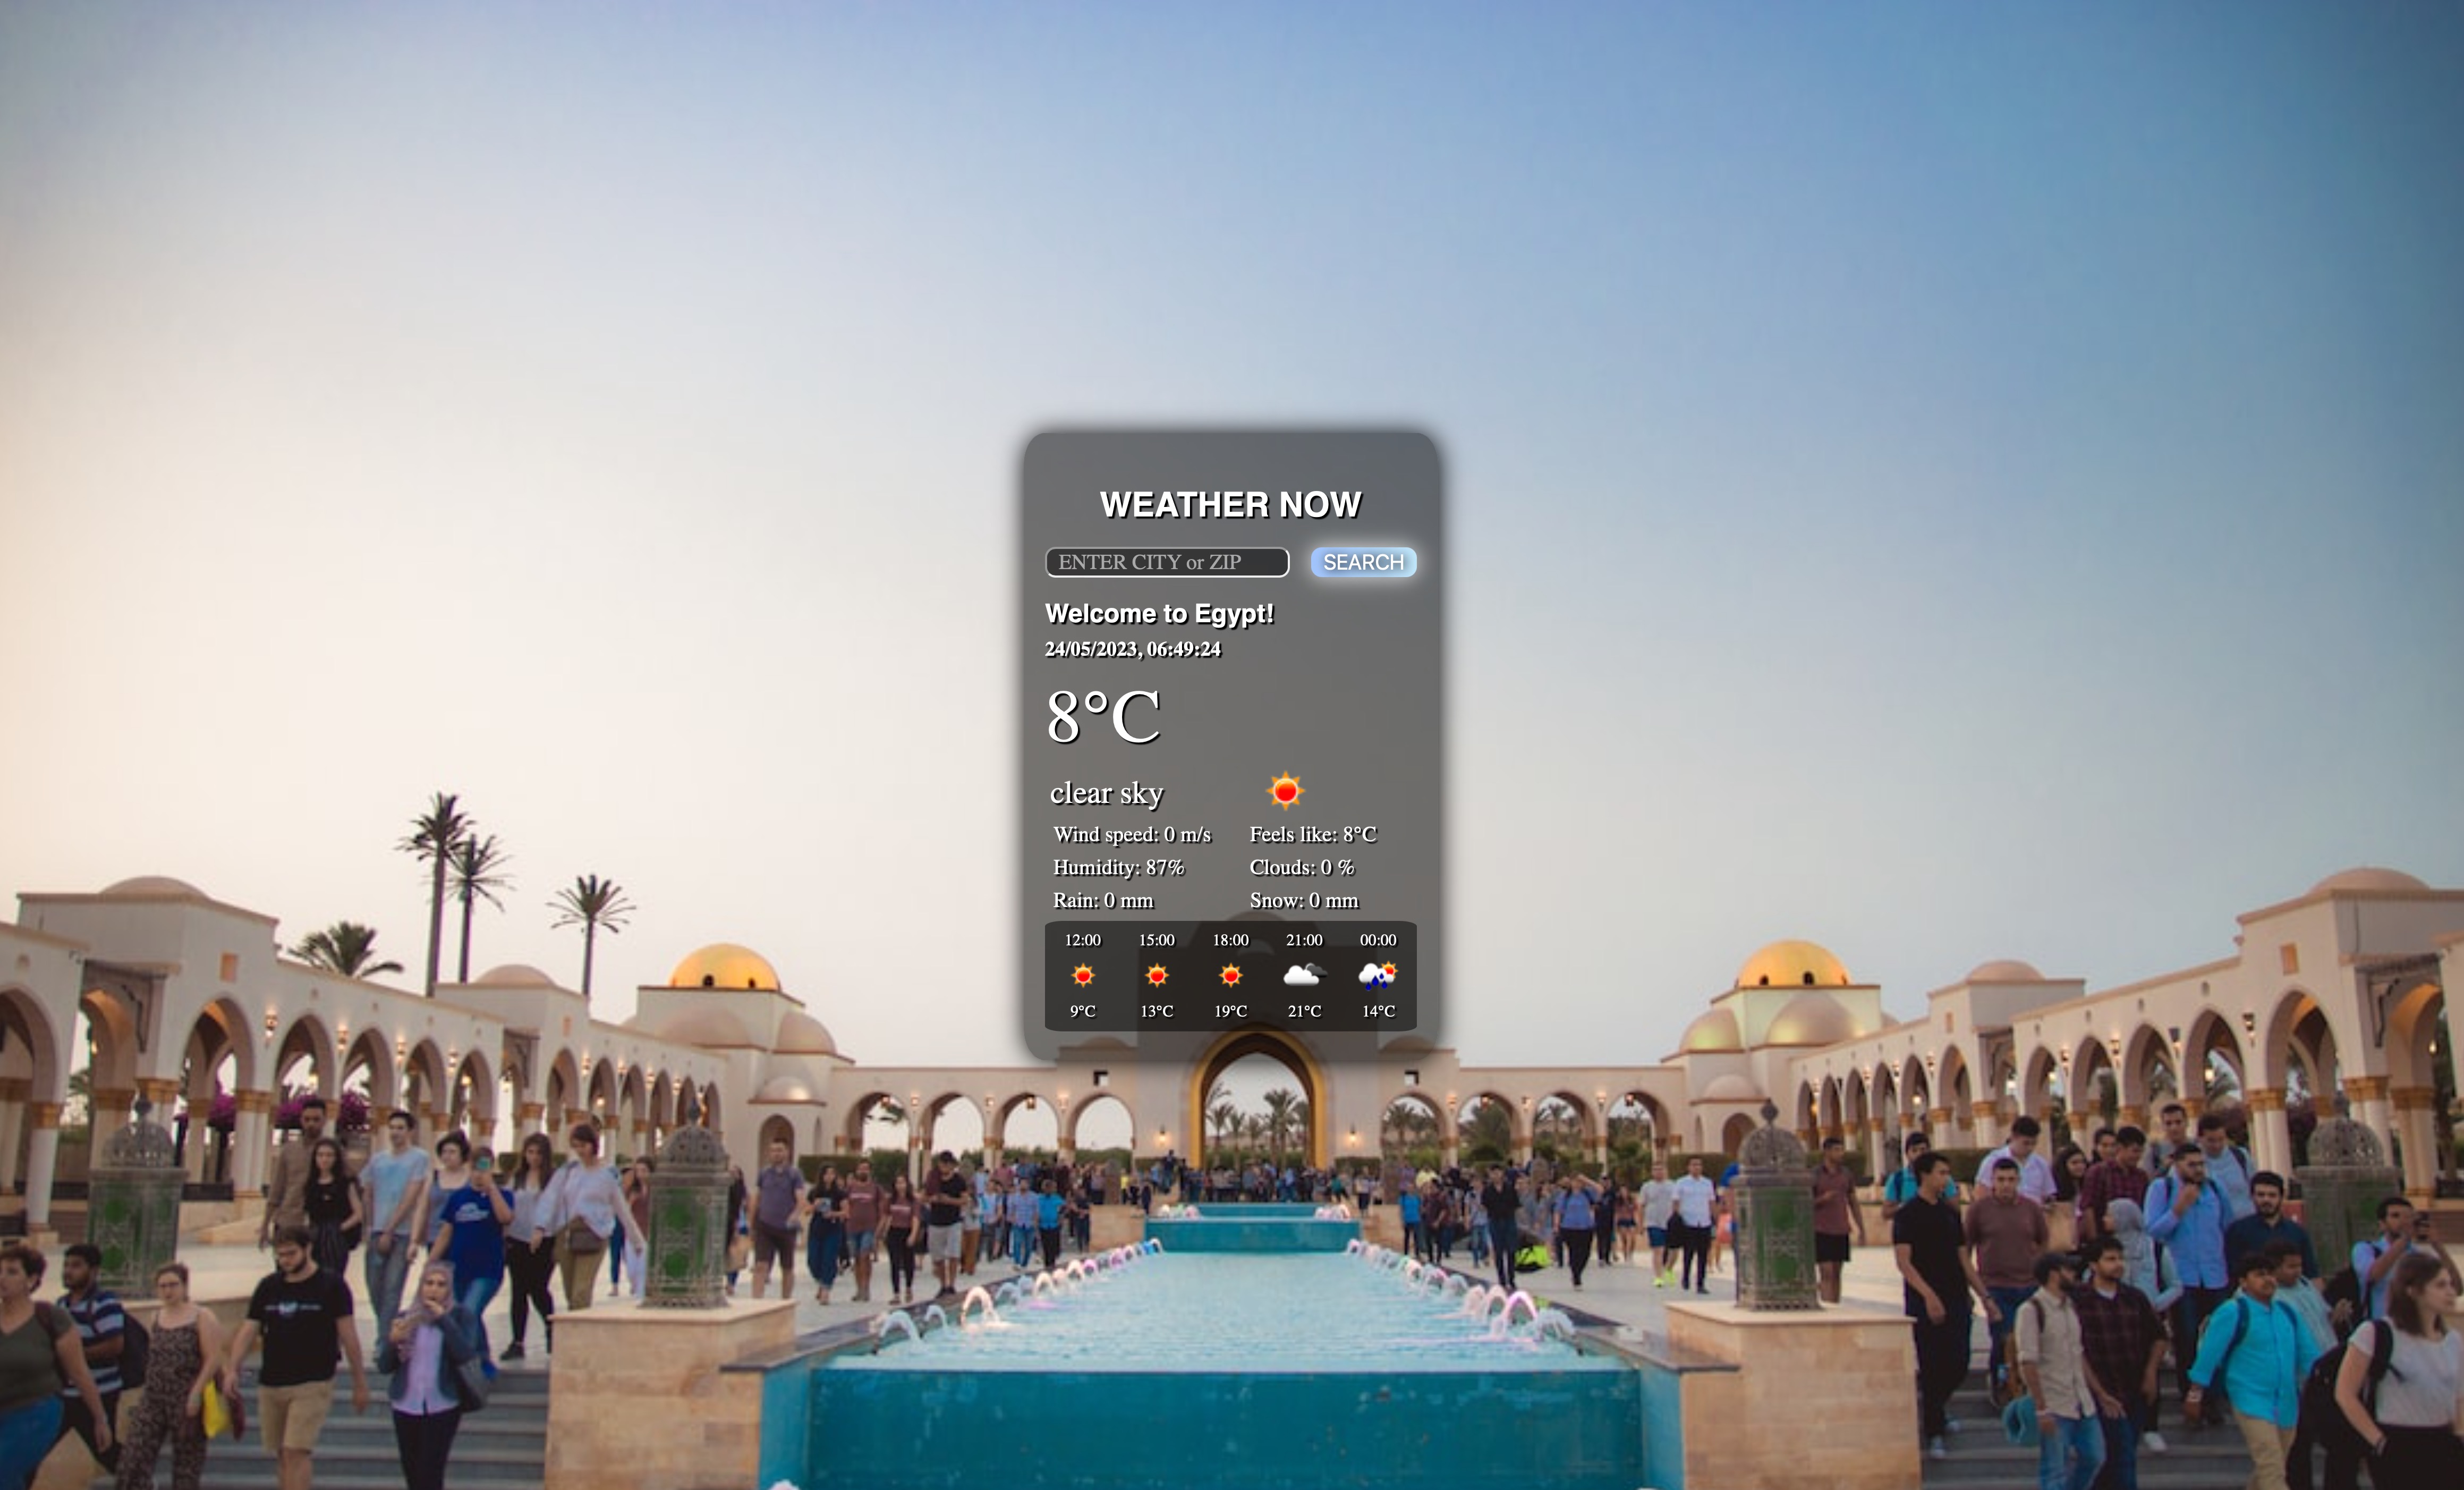 WEATHER NOW
ENTER CITY or ZIP SEARCH
Welcome to Egypt!
24/05/2023, 06:49:24
8°C
clear sky
Wind speed: 0 m/s Feels like: 8°C
Humidity: 87% Clouds: 0 %
Rain: 0 mm Snow: 0 mm
12:00 15:00 18:00 21:00 00:00
9°C 13°C 19°C 21°C 14°C